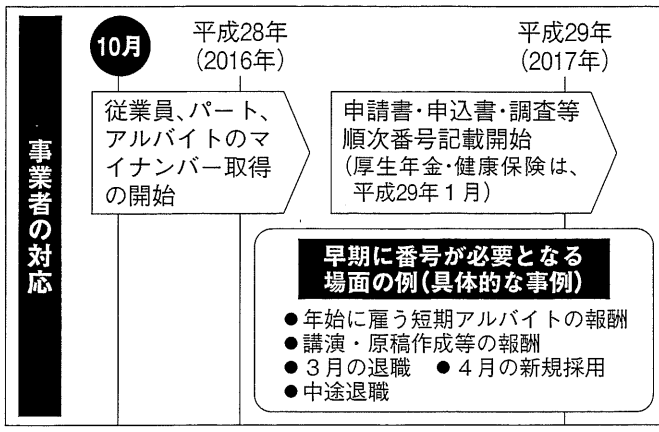 事業者の対応
10月
平成28年
(2016年)
平成29年
(2017年)
従業員、パート、
アルバイトのマ
イナンバー取得
の開始
申請書・申込書・調査等
順次番号記載開始
(厚生年金・健康保険は、
平成29年１月)
早期に番号が必要となる
場面の例(具体的な事例)
●年始に雇う短期アルバイトの報酬
●講演・原稿作成等の報酬
●３月の退職 ●４月の新規採用
●中途退職